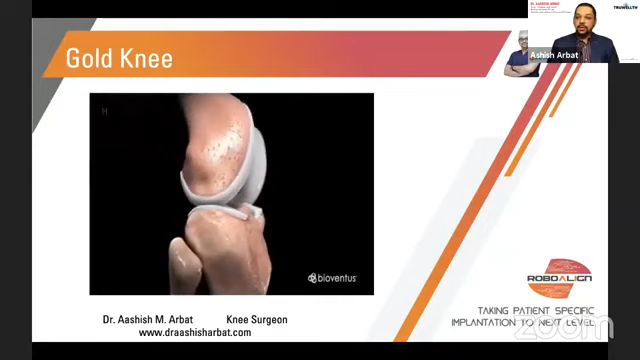 Gold Knee
TRUWELLTH
Ashish Arbat
H
bioventus
ROBOALIGN
Dr. Aashish M. Arbat Knee Surgeon
www.draashisharbat.com
TAKING PATIENT SPECIFIC
IMPLANTATION TO NEXT LEVEL
zoom